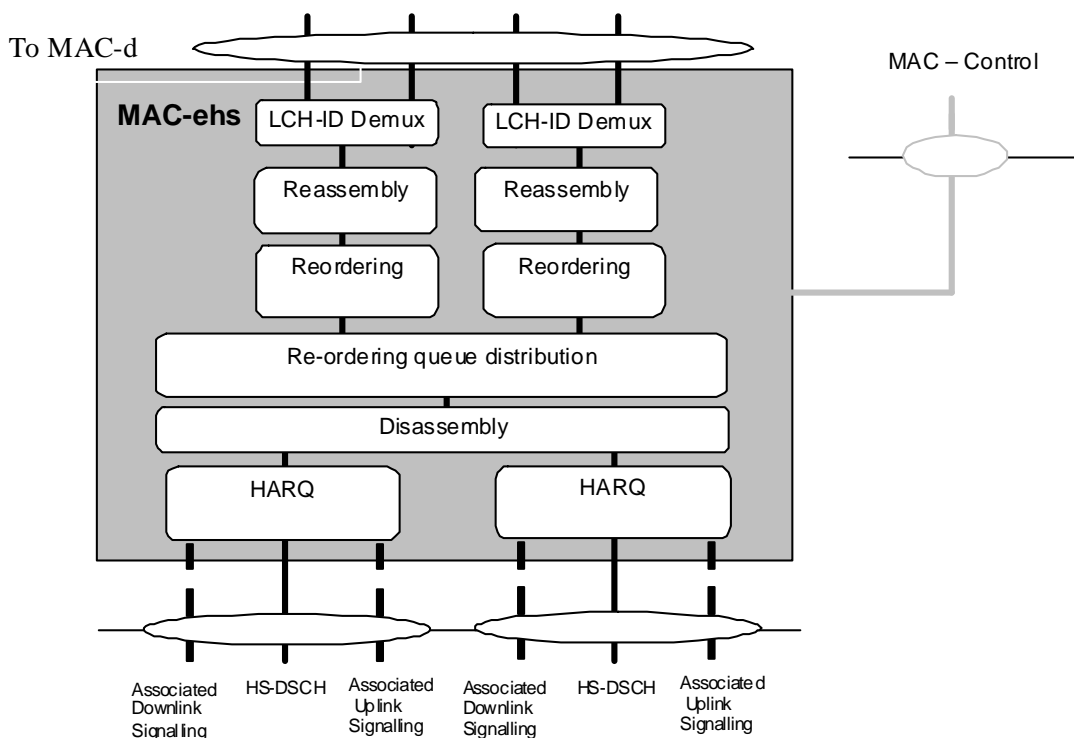 To MAC-d
MAC – Control
MAC-ehs
LCH-ID Demux
LCH-ID Demux
Reassembly
Reassembly
Reordering
Reordering
Re-ordering queue distribution
Disassembly
HARQ
HARQ
Associated
Downlink
Signalling
HS-DSCH
Associated
Uplink
Signalling
Associated
Downlink
Signalling
HS-DSCH
Associated
Uplink
Signalling